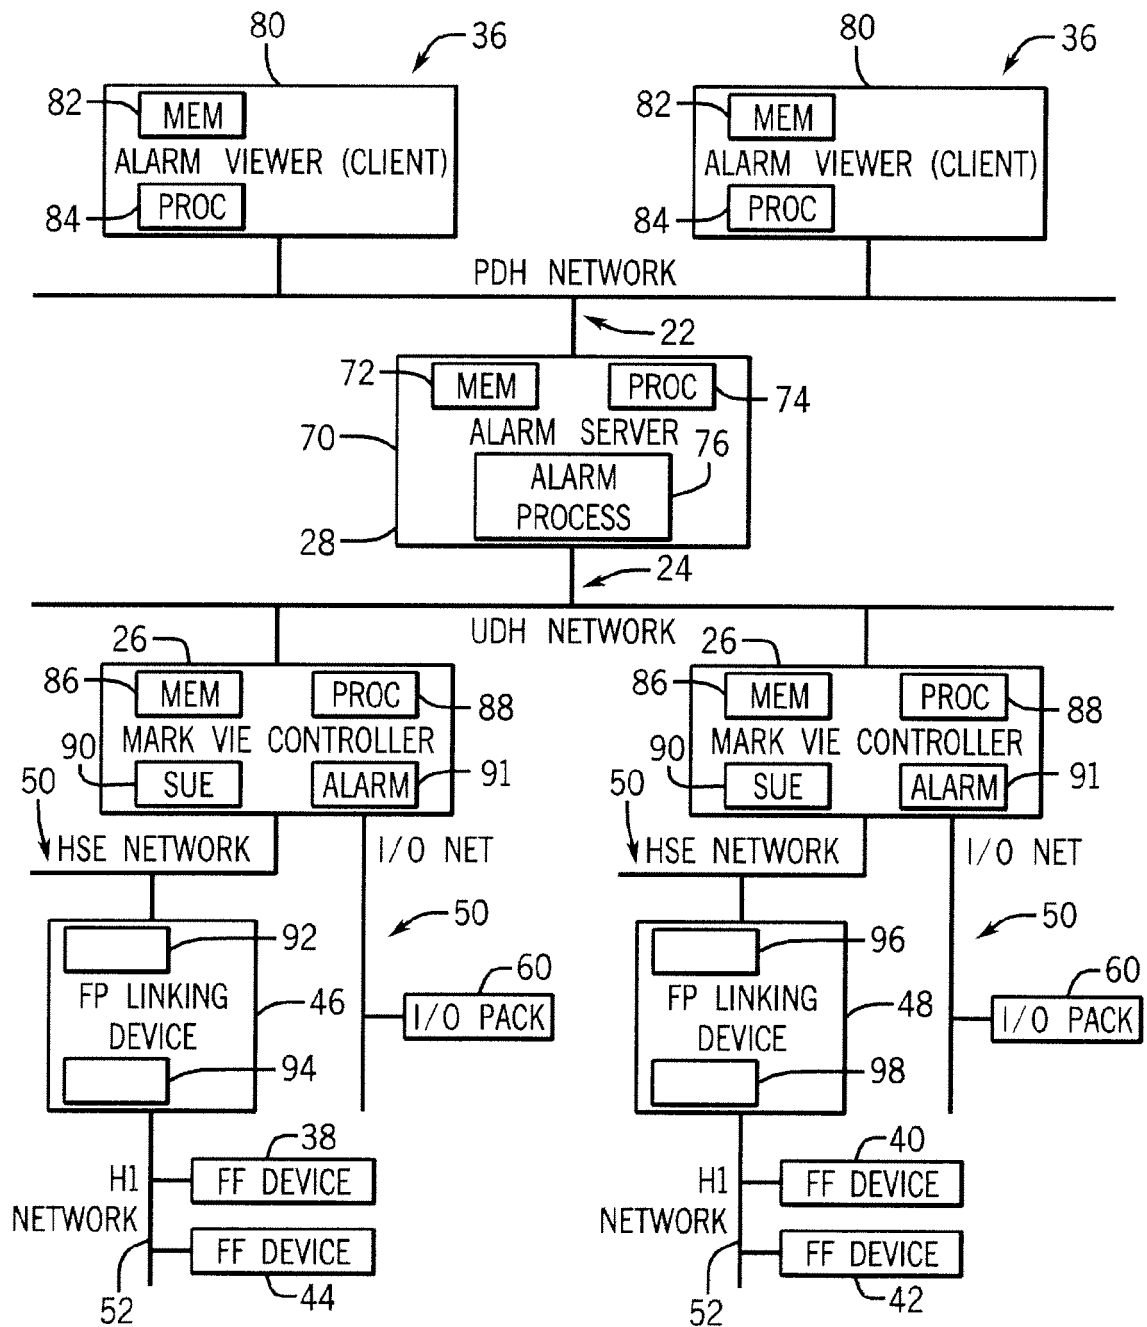 80
36
80
36
82
MEM
82
MEM
ALARM VIEWER (CLIENT)
ALARM VIEWER (CLIENT)
84
PROC
84
PROC
PDH NETWORK
22
72
MEM
PROC
74
ALARM SERVER
70
76
ALARM
PROCESS
28
24
UDH NETWORK
26
26
86
MEM
PROC
88
86
MEM
PROC
88
MARK VIE CONTROLLER
MARK VIE CONTROLLER
90
SUE
ALARM
91
90
SUE
ALARM
91
50
50
HSE NETWORK
I/O NET
HSE NETWORK
I/O NET
50
50
92
96
60
60
FP LINKING
DEVICE
46
I/O PACK
FP LINKING
DEVICE
48
I/O PACK
94
98
38
40
H1
NETWORK
FF DEVICE
H1
NETWORK
FF DEVICE
FF DEVICE
FF DEVICE
52
44
52
42